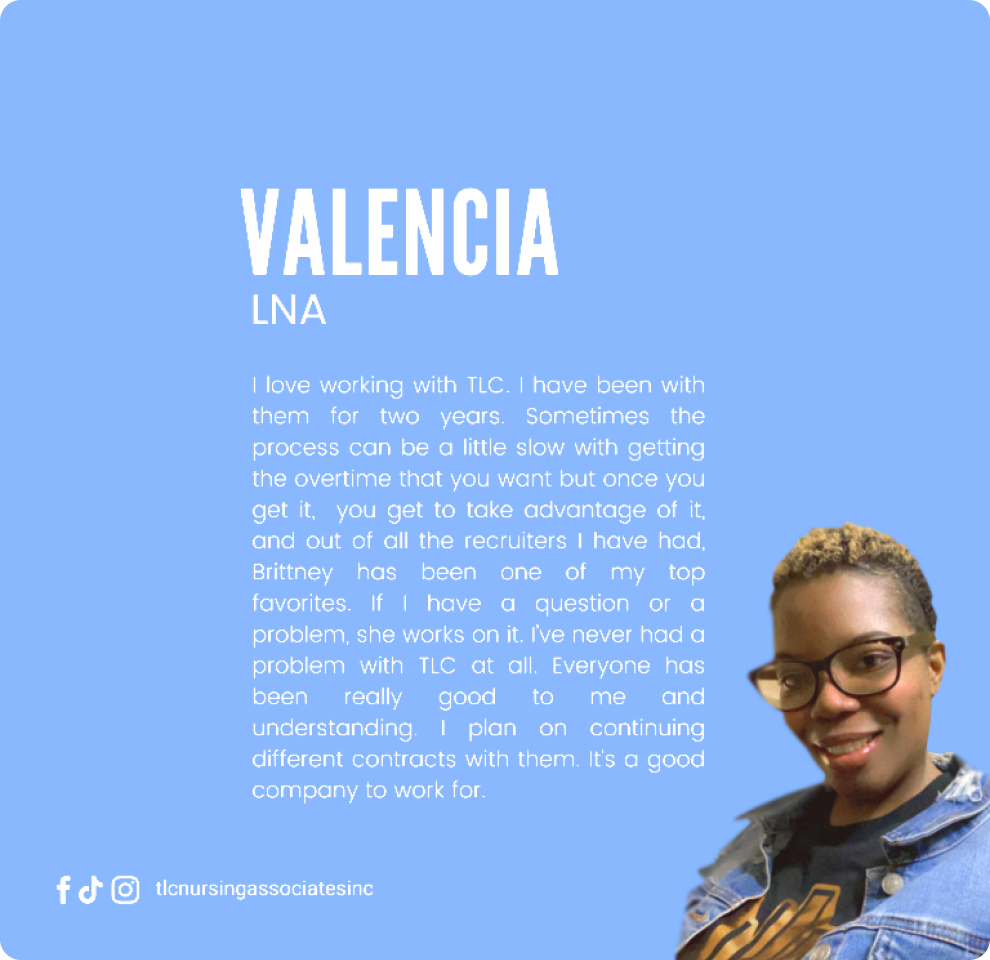 VALENCIA
LNA
I love working with TLC. I have been with
them for two years. Sometimes the
process can be a little slow with getting
the overtime that you want but once you
get it, you get to take advantage of it,
and out of all the recruiters I have had,
Brittney has been one of my top
favorites. If I have a question or a
problem, she works on it. I've never had a
problem with TLC at all. Everyone has
been really good to me and
understanding. I plan on continuing
different contracts with them. It's a good
company to work for.
tlcnursingassociatesinc